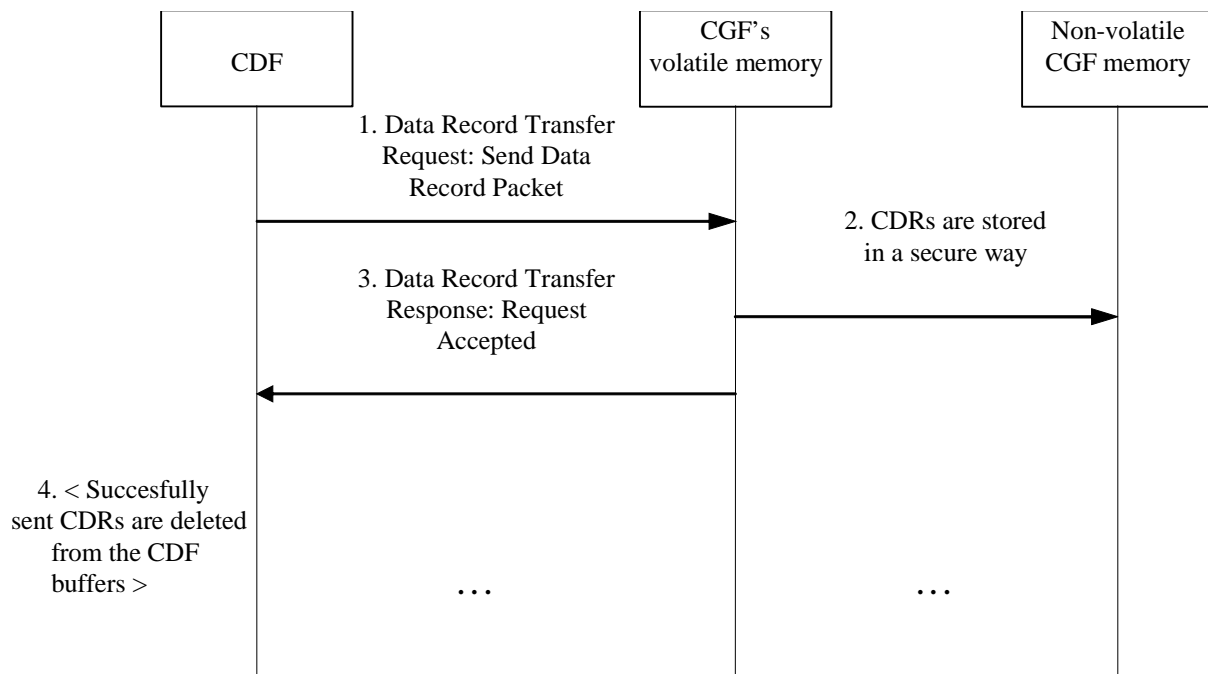 CDF
CGF's
volatile memory
Non-volatile
CGF memory
1. Data Record Transfer
Request: Send Data
Record Packet
2. CDRs are stored
in a secure way
3. Data Record Transfer
Response: Request
Accepted
4. < Succesfully
sent CDRs are deleted
from the CDF
buffers >
...
...